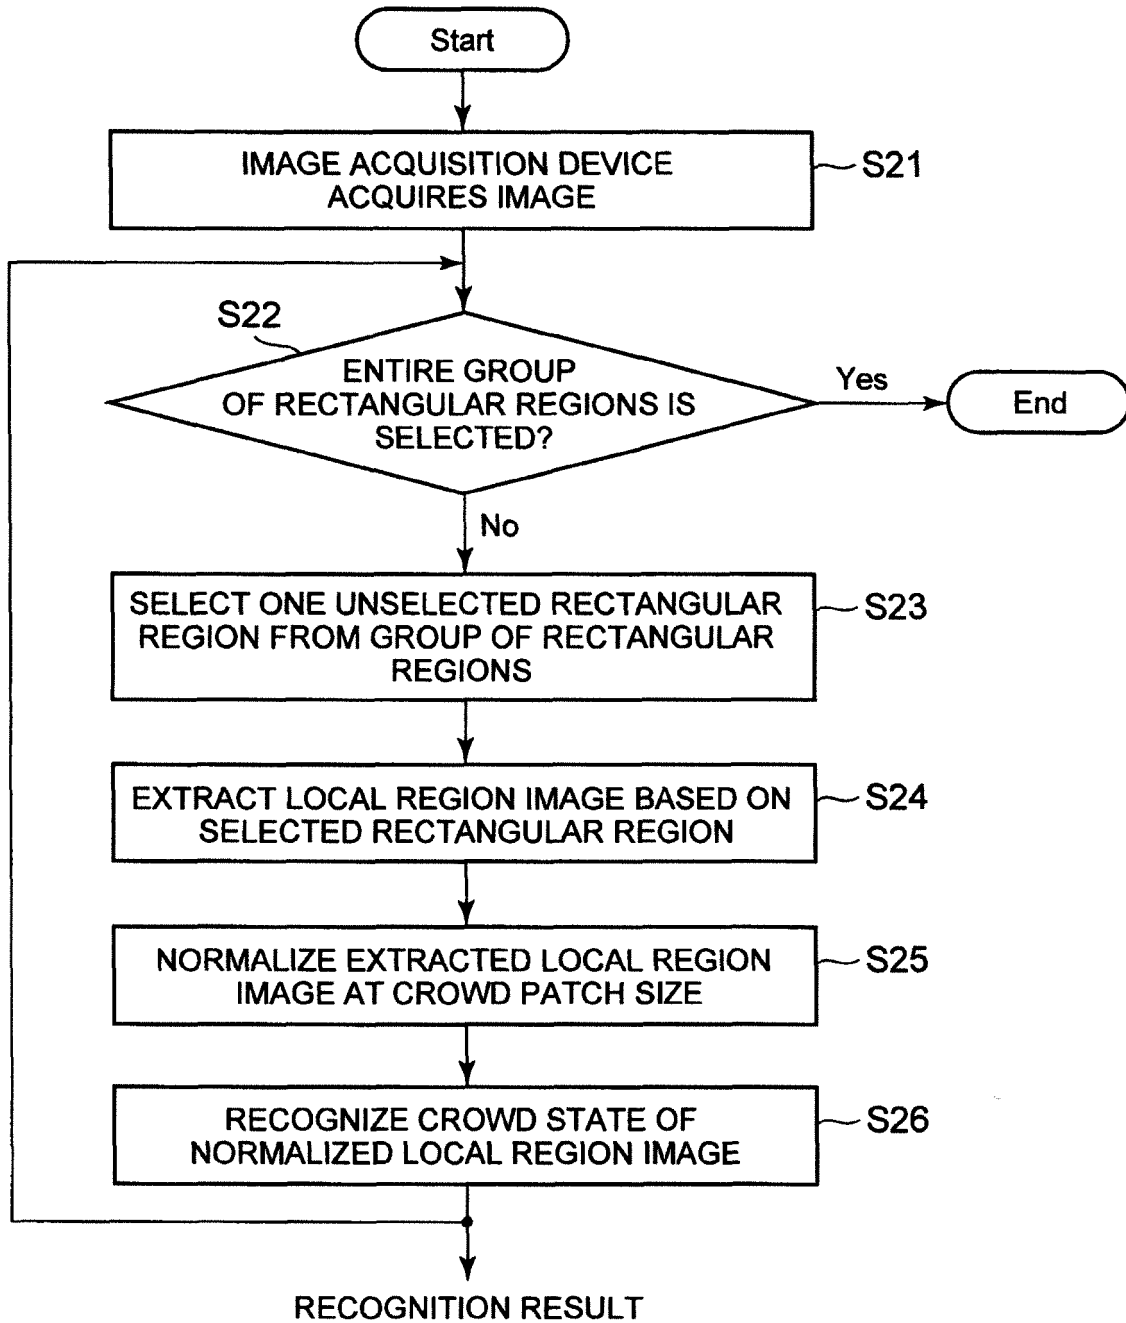 Start
IMAGE ACQUISITION DEVICE
ACQUIRES IMAGE
S21
S22
ENTIRE GROUP
OF RECTANGULAR REGIONS IS
SELECTED?
Yes
End
No
SELECT ONE UNSELECTED RECTANGULAR
REGION FROM GROUP OF RECTANGULAR
REGIONS
S23
EXTRACT LOCAL REGION IMAGE BASED ON
SELECTED RECTANGULAR REGION
S24
NORMALIZE EXTRACTED LOCAL REGION
IMAGE AT CROWD PATCH SIZE
S25
RECOGNIZE CROWD STATE OF
NORMALIZED LOCAL REGION IMAGE
S26
RECOGNITION RESULT